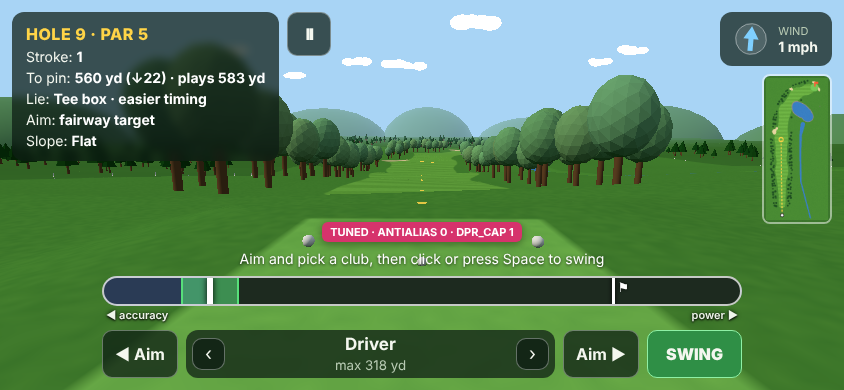 HOLE 9 · PAR 5
Stroke: 1
To pin: 560 yd (↓22) · plays 583 yd
Lie: Tee box · easier timing
Aim: fairway target
Slope: Flat
WIND
1 mph
TUNED · ANTIALIAS 0 · DPR_CAP 1
Aim and pick a club, then click or press Space to swing
◀ accuracy
power ▶
◀ Aim
‹
Driver
max 318 yd
›
Aim ▶
SWING